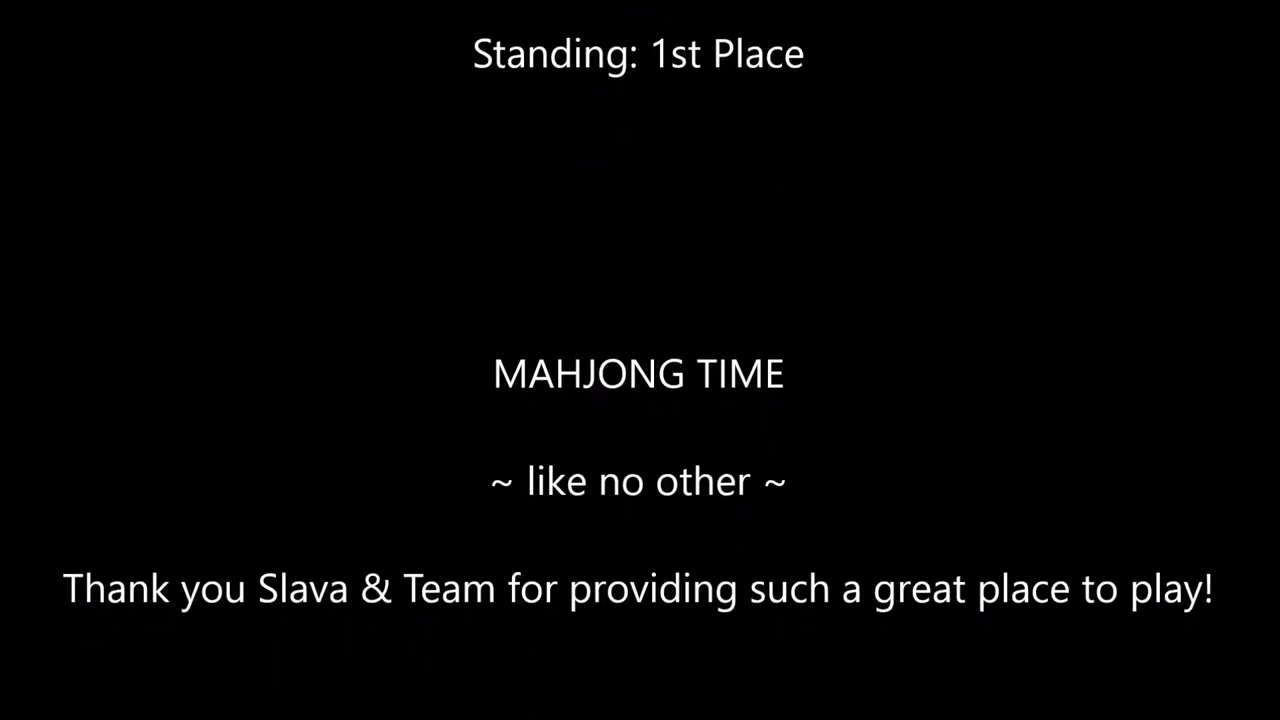 Standing: 1st Place
MAHJONG TIME
~ like no other ~
Thank you Slava & Team for providing such a great place to play!